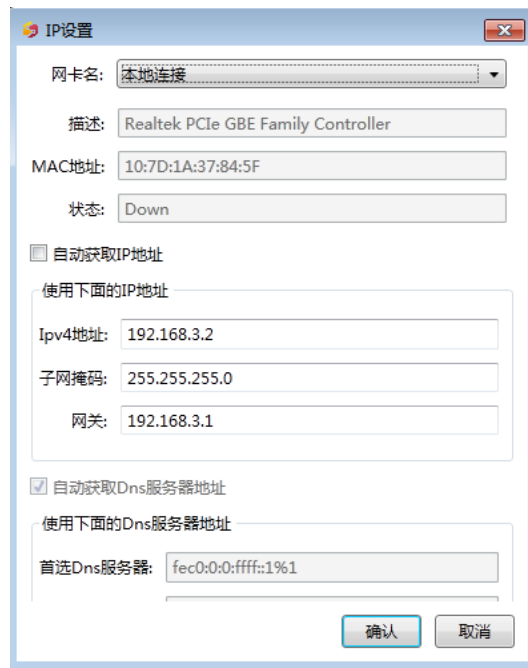 IP设置
网卡名: 本地连接
描述: Realtek PCIe GBE Family Controller
MAC地址: 10:7D:1A:37:84:5F
状态: Down
自动获取IP地址
使用下面的IP地址
Ipv4地址: 192.168.3.2
子网掩码: 255.255.255.0
网关: 192.168.3.1
自动获取Dns服务器地址
使用下面的Dns服务器地址
首选Dns服务器: fec0:0:0:ffff::1%1
确认 取消